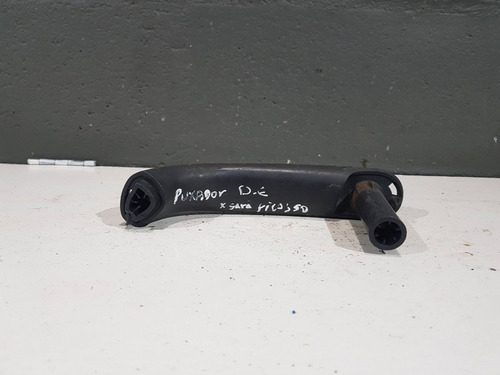 PUXADOR D.E
XSARA PICASSO